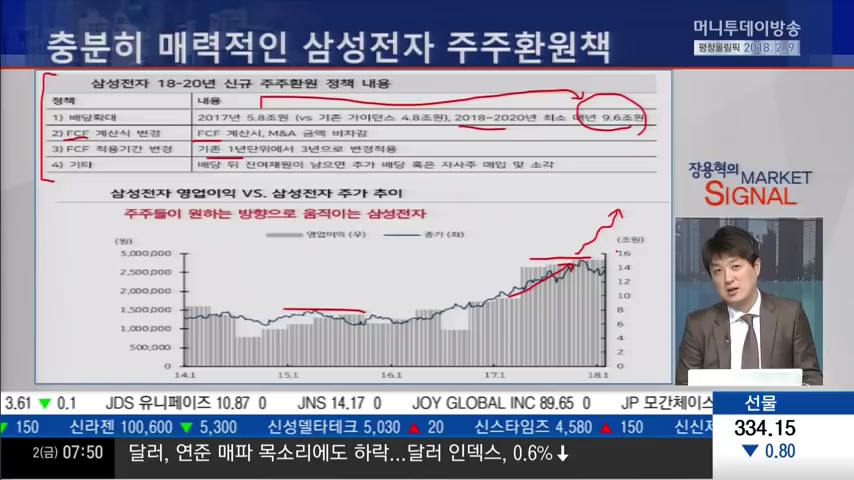 충분히 매력적인 삼성전자 주주환원책
머니투데이방송
평창올림픽 2018.2.9
삼성전자 18-20년 신규 주주환원 정책 내용
정책 내용
1) 배당확대 2017년 5.8조원 (vs 기존 가이던스 4.8조원), 2018-2020년 최소 매년 9.6조원
2) FCF 계산식 변경 FCF 계산시, M&A 금액 비차감
3) FCF 적용기간 변경 기존 1년단위에서 3년으로 변경적용
4) 기타 배당 뒤 잔여재원이 남으면 추가 배당 혹은 자사주 매입 및 소각
장용혁의 MARKET
SIGNAL
삼성전자 영업이익 VS. 삼성전자 주가 추이
주주들이 원하는 방향으로 움직이는 삼성전자
영업이익 (우) 종가 (좌)
(원) (조원)
5,000,000
3,000,000
2,500,000
2,000,000
1,500,000
1,000,000
500,000
0
16
14
12
10
8
6
4
2
0
14.1 15.1 16.1 17.1 18.1
3.61 ▼ 0.1 JDS 유니페이즈 10.87 0 JNS 14.17 0 JOY GLOBAL INC 89.65 0 JP 모간체이스
▼ 150 신라젠 100,600 ▼ 5,300 신성델타테크 5,030 ▲ 20 신스타임즈 4,580 ▲ 150 신신제
선물
334.15
▼ 0.80
2(금) 07:50 달러, 연준 매파 목소리에도 하락...달러 인덱스, 0.6%↓